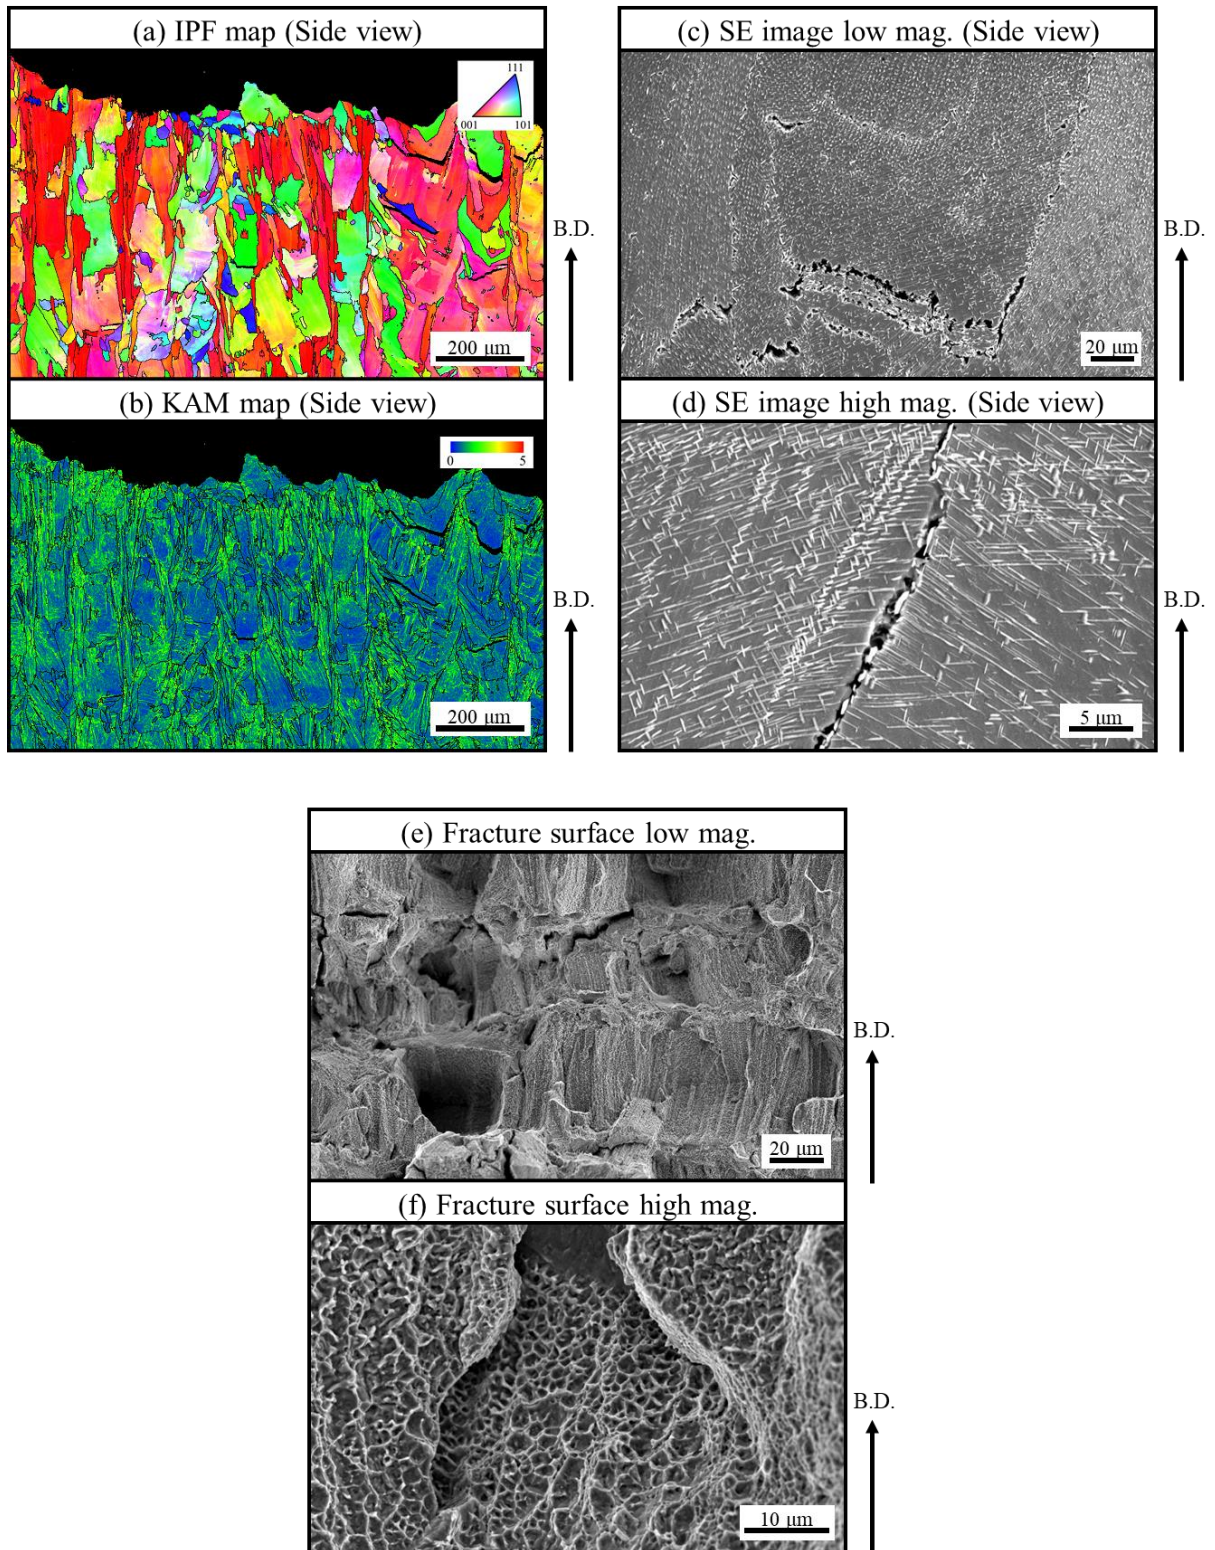 (a) IPF map (Side view)
111
001
101
200 μm
B.D.
(b) KAM map (Side view)
0
5
200 μm
B.D.
(c) SE image low mag. (Side view)
20 μm
B.D.
(d) SE image high mag. (Side view)
5 μm
B.D.
(e) Fracture surface low mag.
20 μm
B.D.
(f) Fracture surface high mag.
10 μm
B.D.